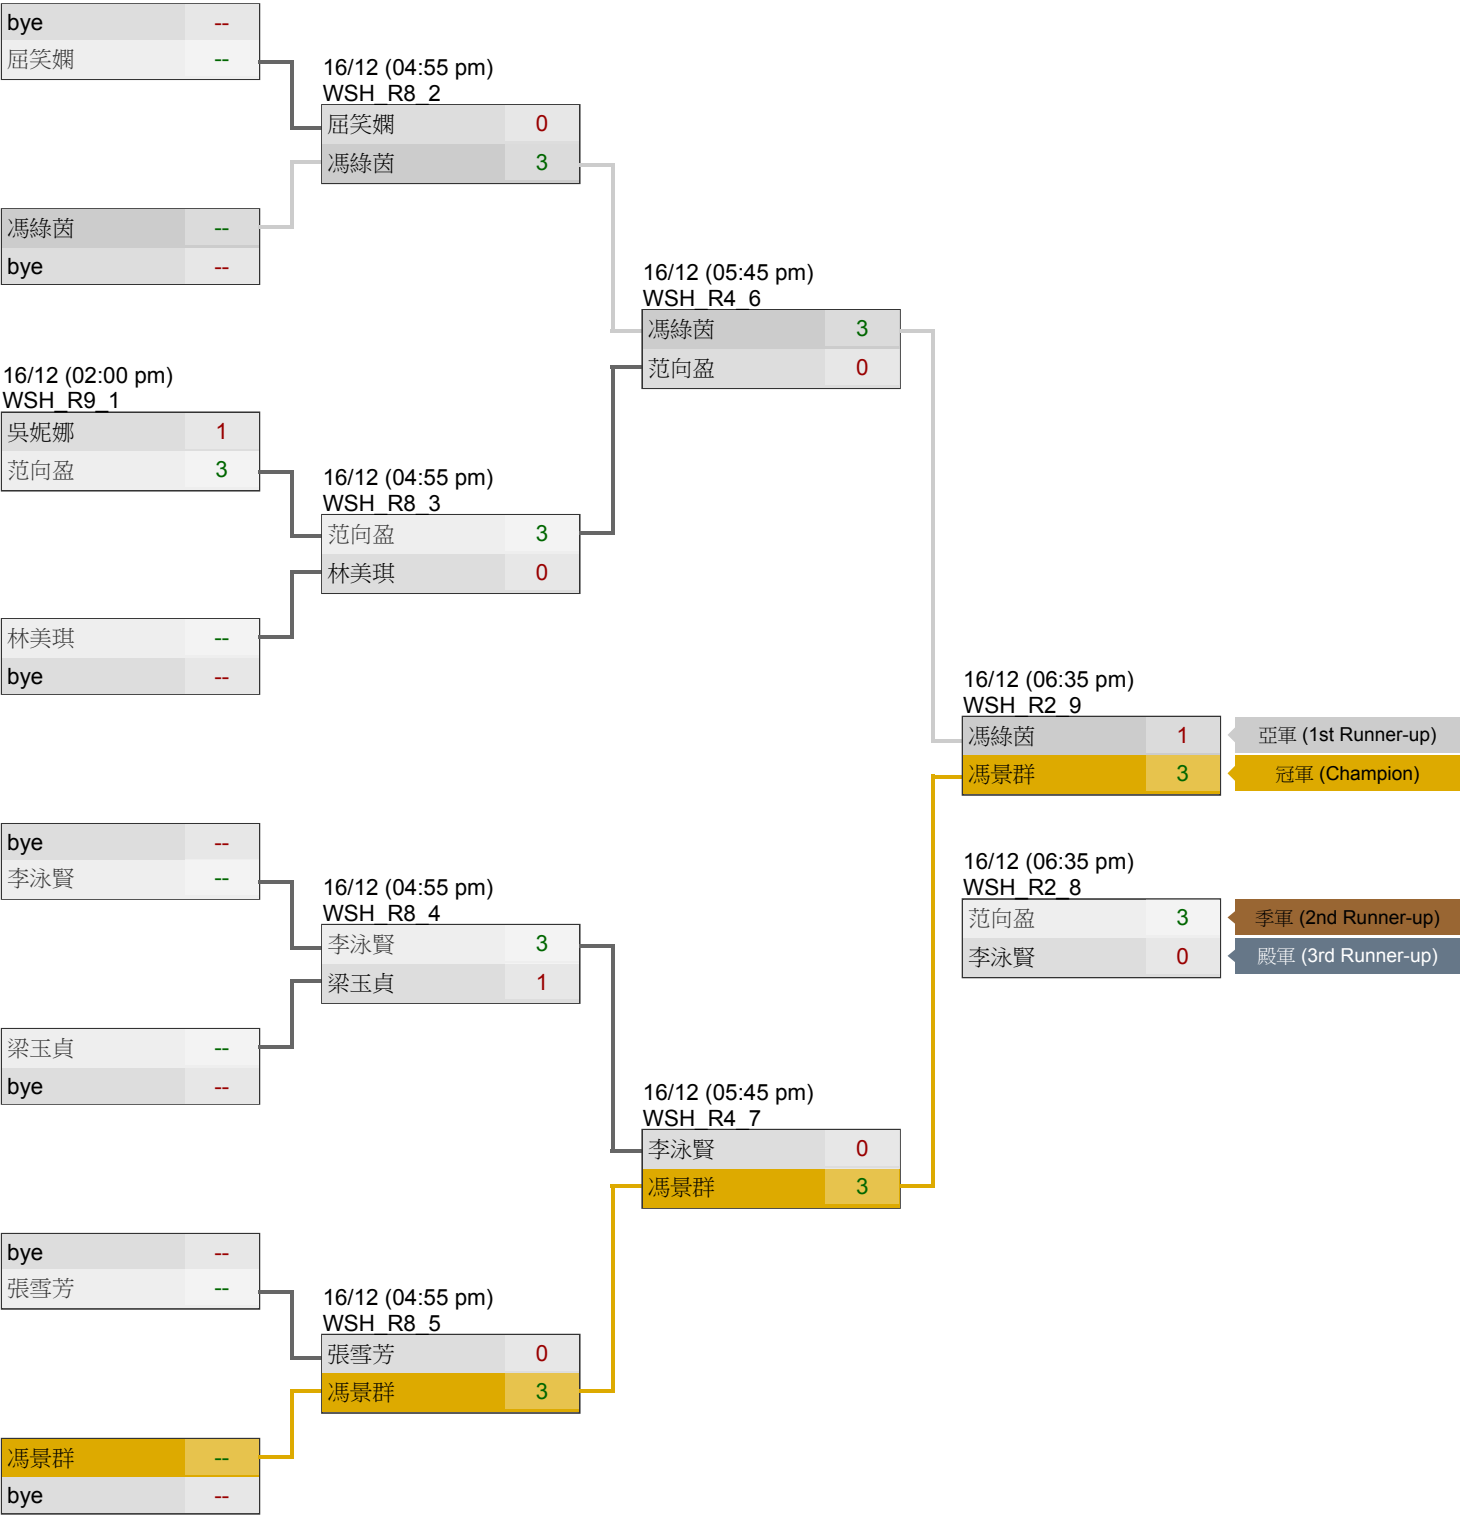 bye --
屈笑嫻 --
16/12 (04:55 pm)
WSH_R8_2
屈笑嫻 0
馮綠茵 3
馮綠茵 --
bye --
16/12 (05:45 pm)
WSH_R4_6
馮綠茵 3
范向盈 0
16/12 (02:00 pm)
WSH_R9_1
吳妮娜 1
范向盈 3
16/12 (04:55 pm)
WSH_R8_3
范向盈 3
林美琪 0
林美琪 --
bye --
16/12 (06:35 pm)
WSH_R2_9
馮綠茵 1 亞軍 (1st Runner-up)
馮景群 3 冠軍 (Champion)
bye --
李泳賢 --
16/12 (06:35 pm)
WSH_R2_8
范向盈 3 季軍 (2nd Runner-up)
李泳賢 0 殿軍 (3rd Runner-up)
16/12 (04:55 pm)
WSH_R8_4
李泳賢 3
梁玉貞 1
梁玉貞 --
bye --
16/12 (05:45 pm)
WSH_R4_7
李泳賢 0
馮景群 3
bye --
張雪芳 --
16/12 (04:55 pm)
WSH_R8_5
張雪芳 0
馮景群 3
馮景群 --
bye --